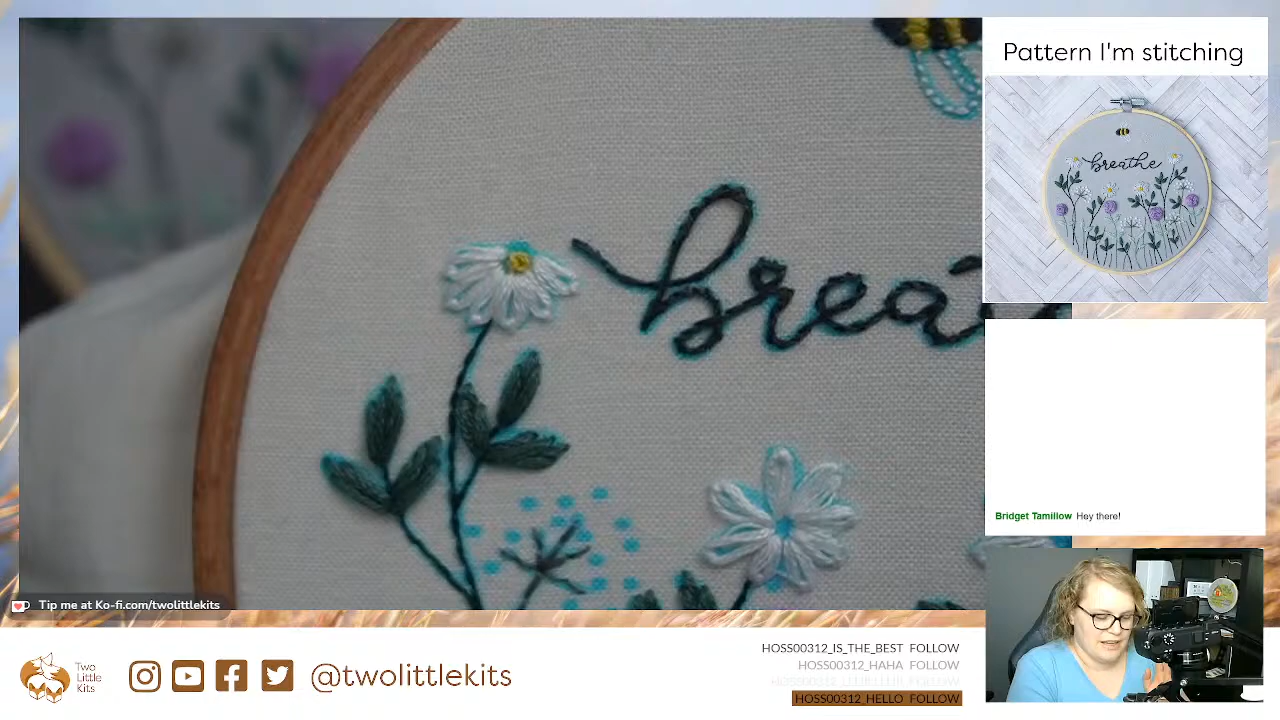 Pattern I'm stitching
breathe
brea
Bridget Tamillow Hey there!
Tip me at Ko-fi.com/twolittlekits
Two
Little
Kits
@twolittlekits
HOSS00312_IS_THE_BEST FOLLOW
HOSS00312_HAHA FOLLOW
HOSS00312_HELLO FOLLOW